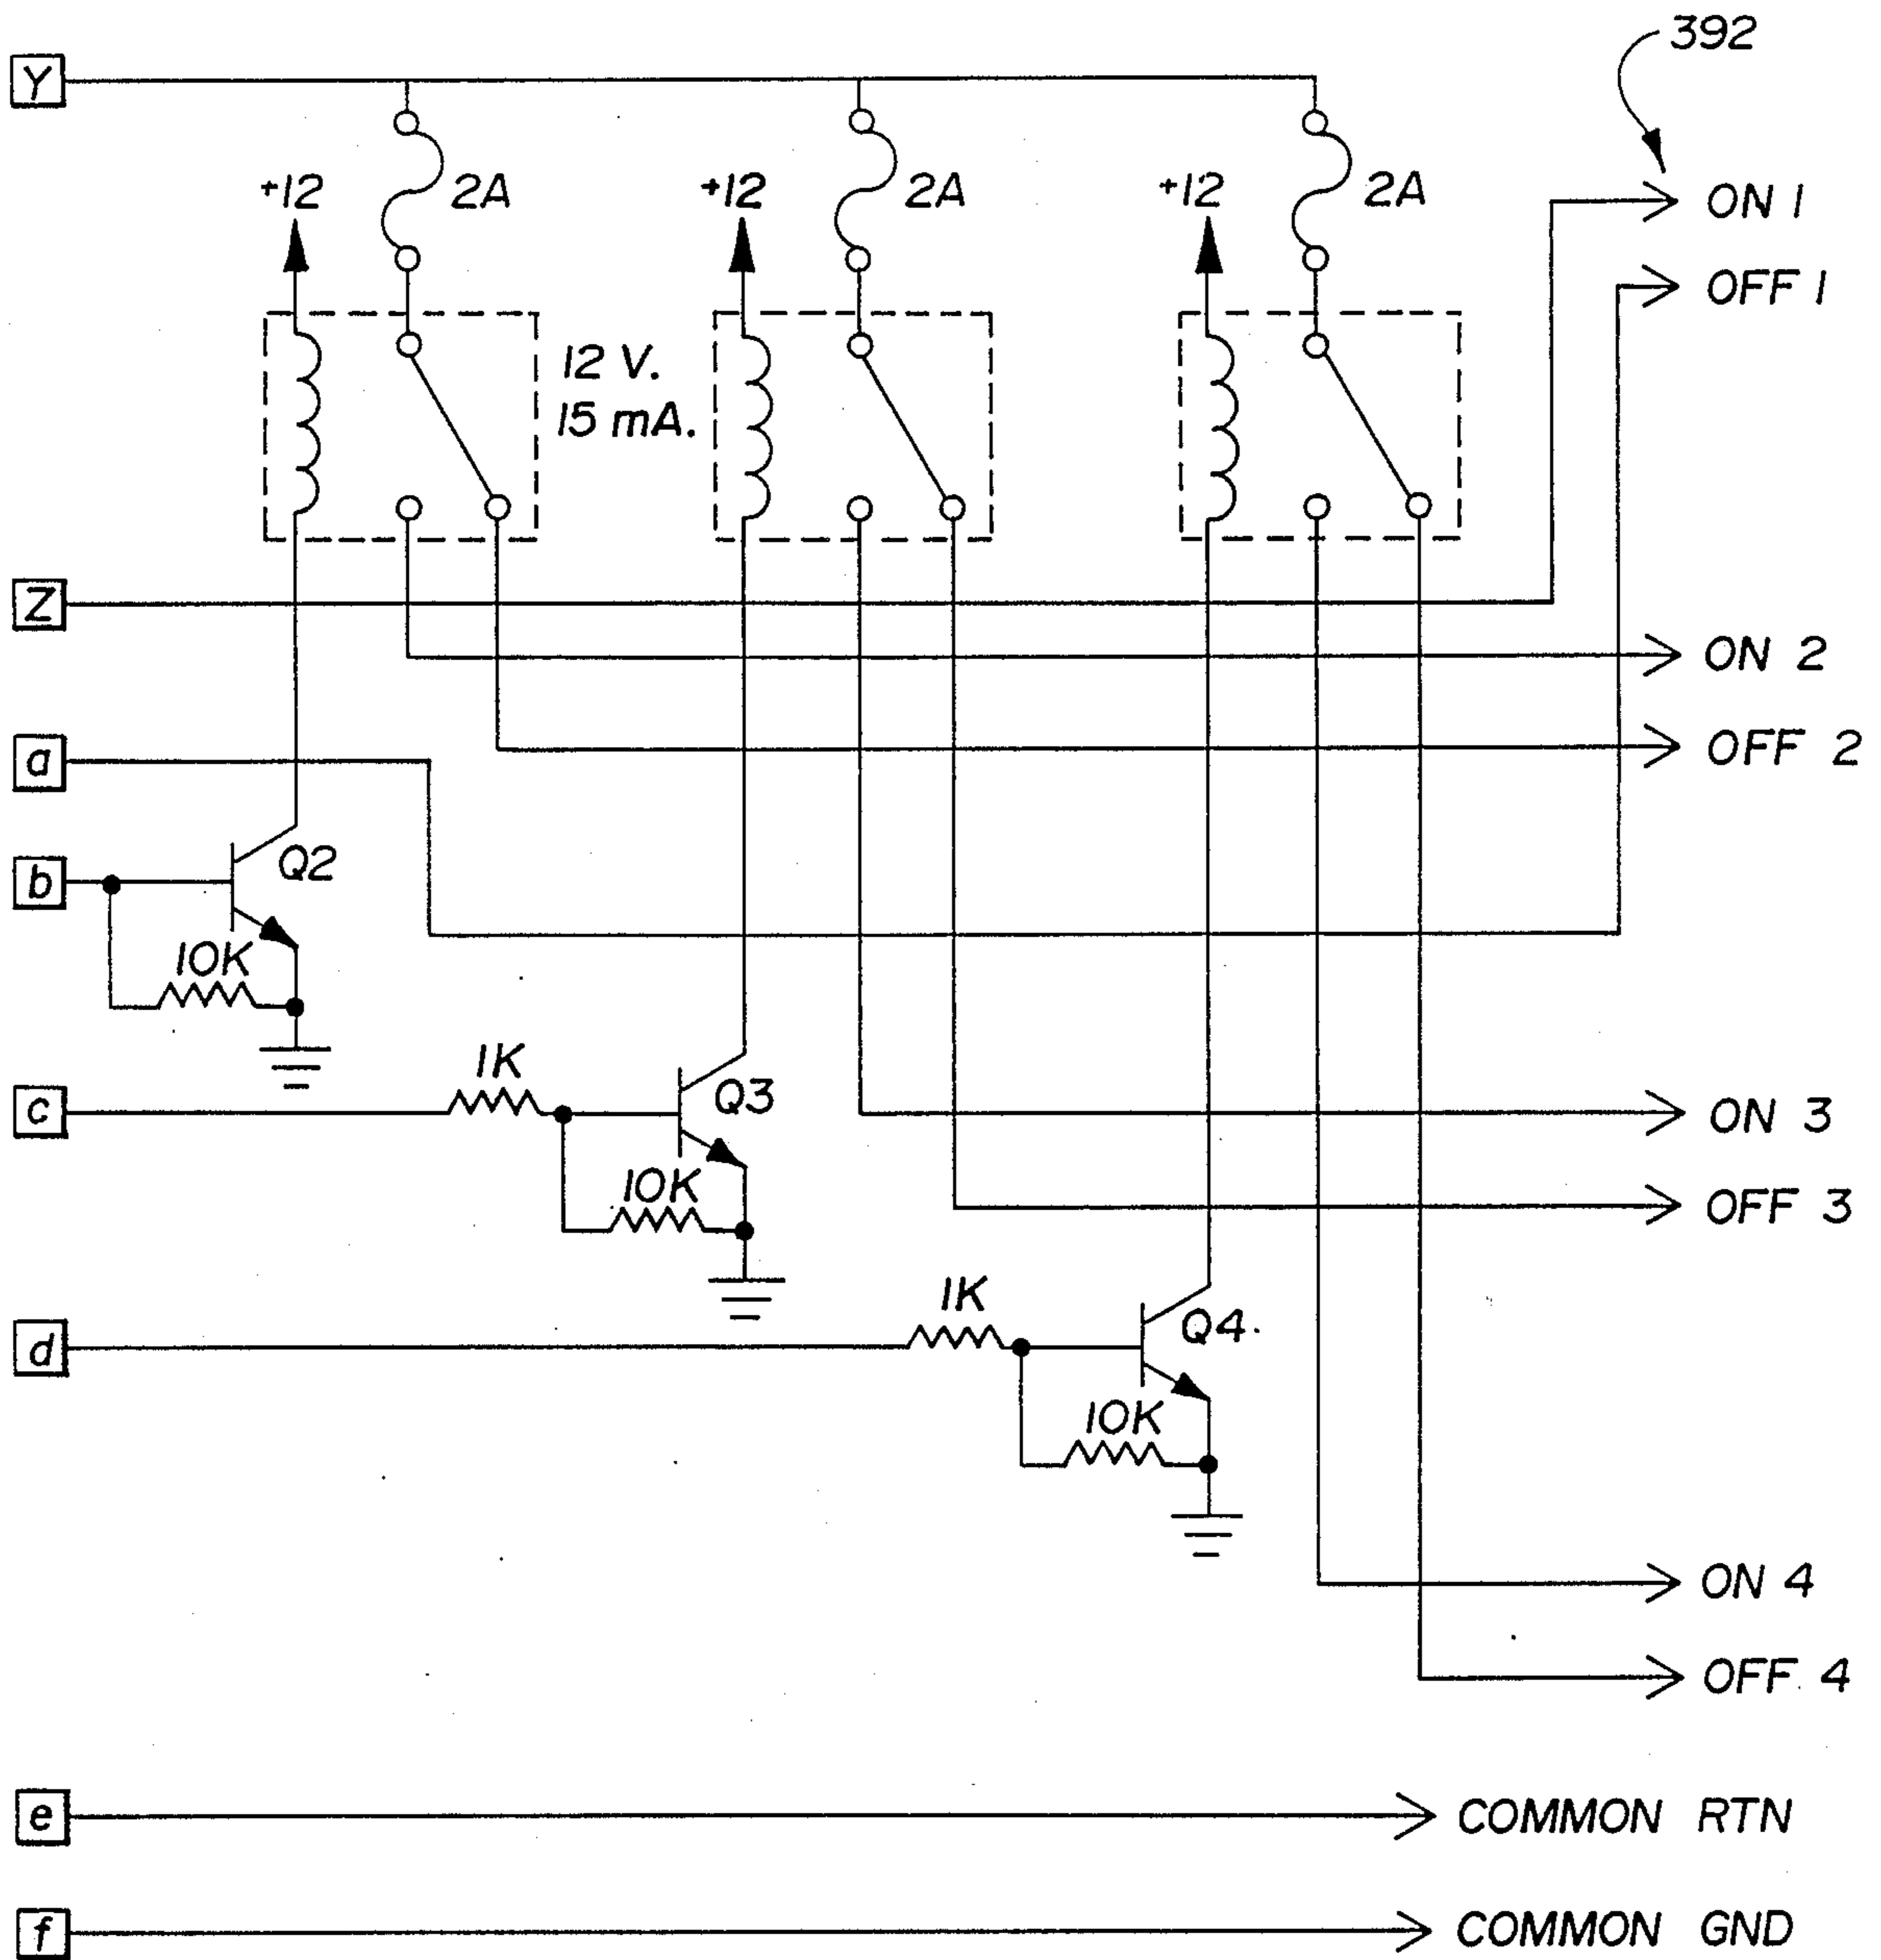 392
Y
+12
2A
+12
2A
+12
2A
ON 1
OFF 1
12 V.
15 mA.
Z
ON 2
a
OFF 2
b
Q2
10K
1K
c
Q3
ON 3
10K
OFF 3
1K
d
Q4
10K
ON 4
OFF 4
e
COMMON RTN
f
COMMON GND